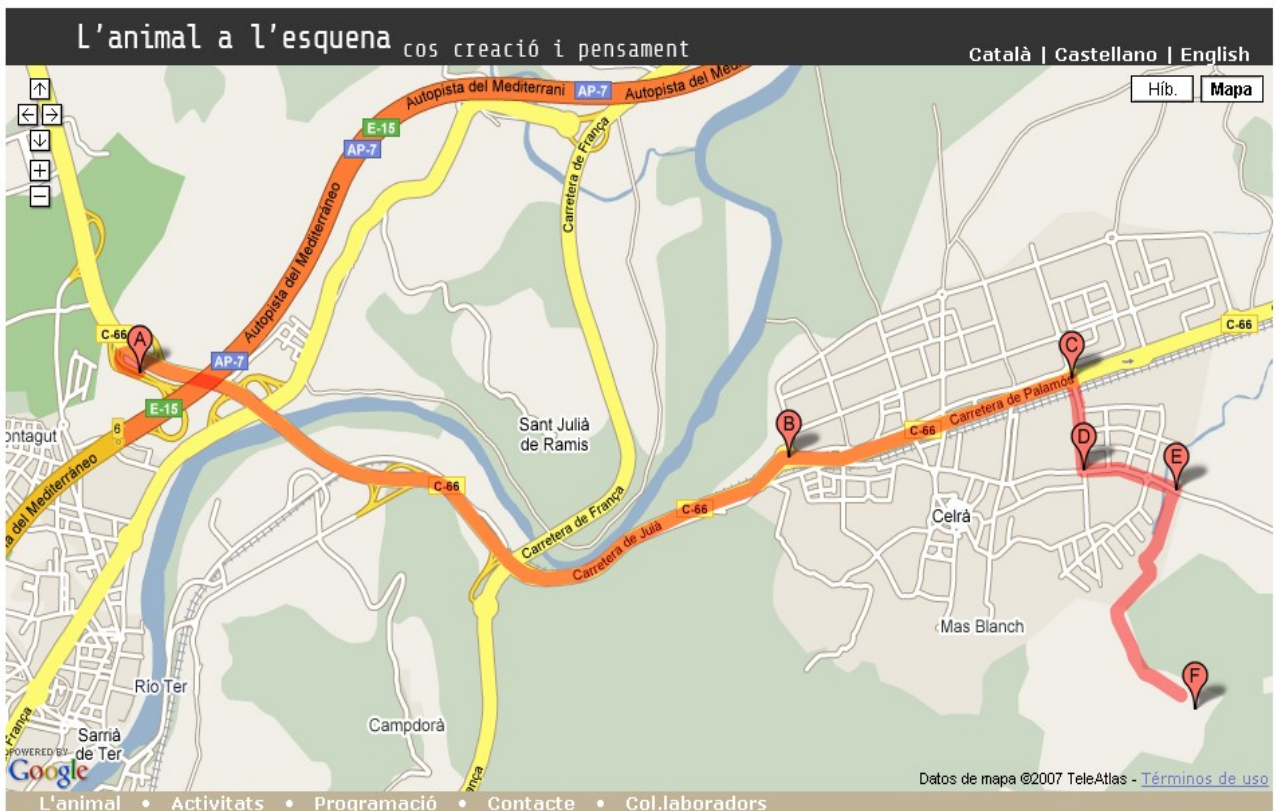 L'animal a l'esquena cos creació i pensament
Català | Castellano | English
Híb. Mapa
Autopista del Mediterrani AP-7 Autopista del Med
E-15
AP-7
Carretera de França
Autopista del Mediterráneo
C-66
A
C-66
AP-7
C
E-15
6
ontagut
Carretera de Palamós
B
C-66
Sant Julià
de Ramis
D
E
ta del Mediterráneo
C-66
Carretera de França
C-66
Celrà
Carretera de Julià
Mas Blanch
F
Río Ter
França
Campdorà
Sarrià
de Ter
nça
POWERED BY
Google
Datos de mapa ©2007 TeleAtlas - Términos de uso
L'animal • Activitats • Programació • Contacte • Col.laboradors